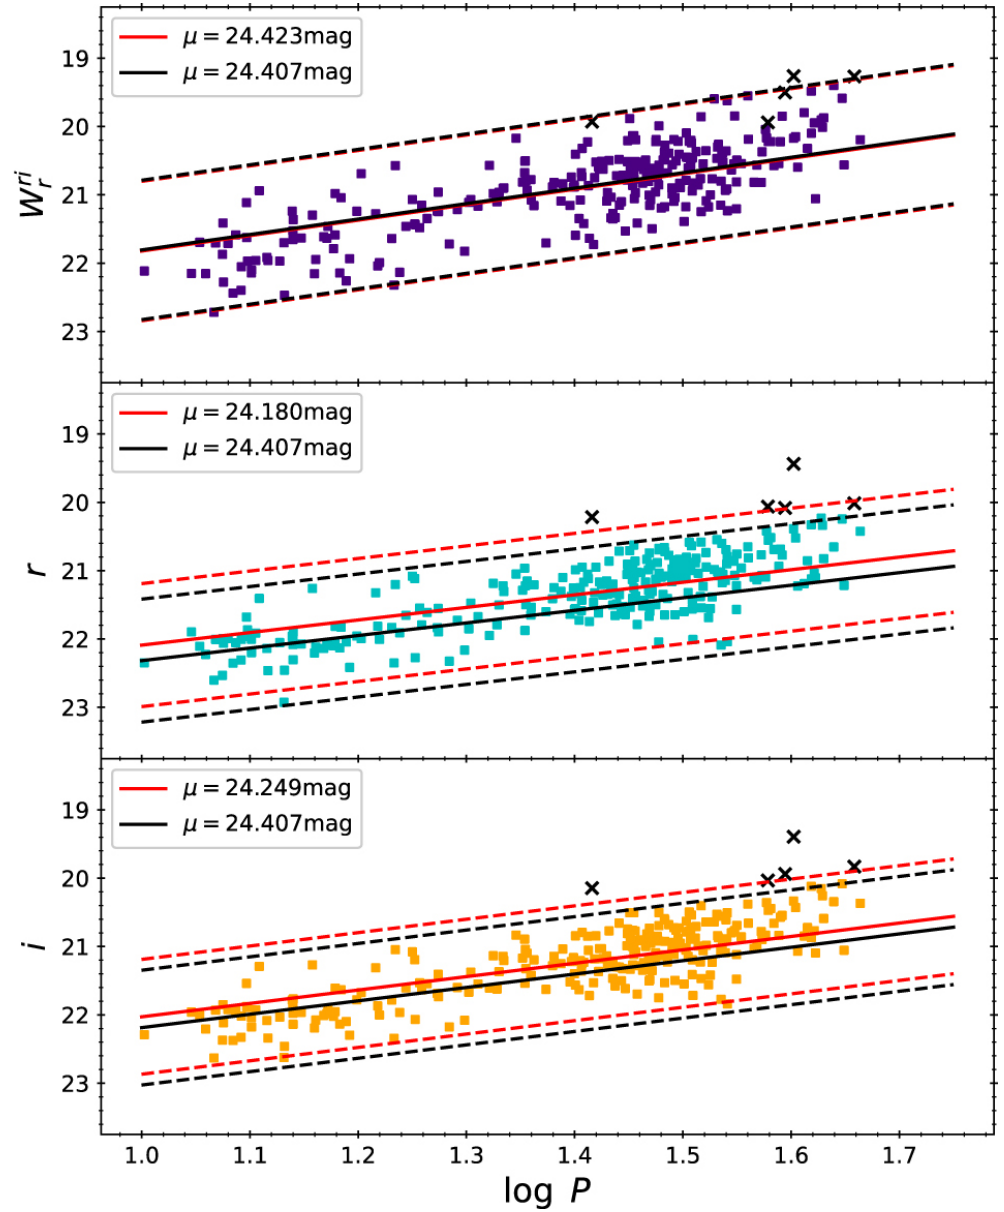 μ = 24.423mag
μ = 24.407mag
19
20
21
22
23
W_r^{ri}
μ = 24.180mag
μ = 24.407mag
19
20
21
22
23
r
μ = 24.249mag
μ = 24.407mag
19
20
21
22
23
i
1.0 1.1 1.2 1.3 1.4 1.5 1.6 1.7
log P